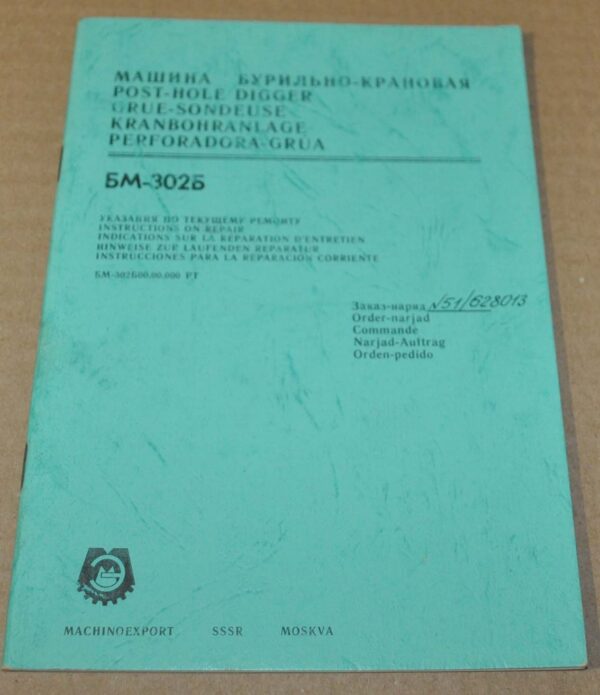 МАШИНА БУРИЛЬНО-КРАНОВАЯ
POST-HOLE DIGGER
GRUE-SONDEUSE
KRANBOHRANLAGE
PERFORADORA-GRUA
БМ-302Б
УКАЗАНИЯ ПО ТЕКУЩЕМУ РЕМОНТУ
INSTRUCTIONS ON REPAIR
INDICATIONS SUR LA REPARATION D'ENTRETIEN
HINWEISE ZUR LAUFENDEN REPARATUR
INSTRUCCIONES PARA LA REPARACION CORRIENTE
БМ-302Б00.00.000 РТ
Заказ-наряд №51/628013
Order-narjad
Commande
Narjad-Auftrag
Orden-pedido
MACHINOEXPORT SSSR MOSKVA